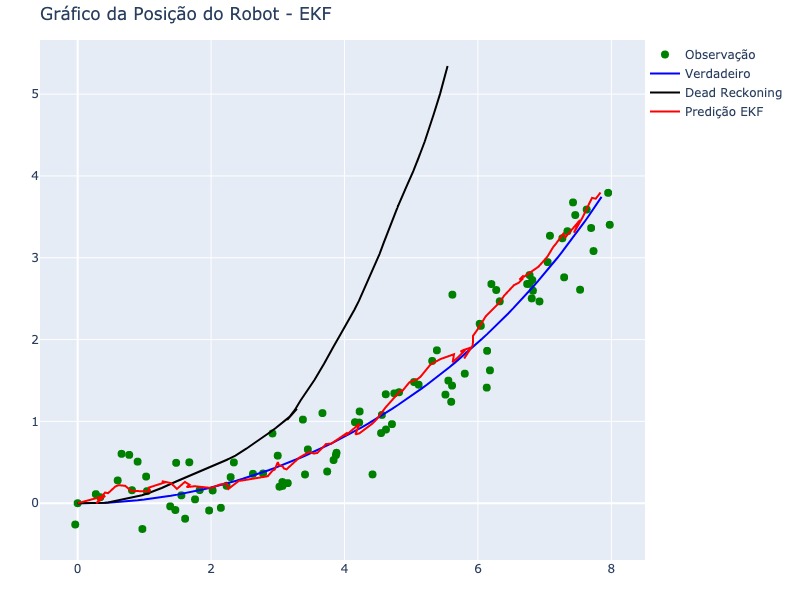 Gráfico da Posição do Robot - EKF
Observação
Verdadeiro
Dead Reckoning
Predição EKF
5
4
3
2
1
0
0 2 4 6 8